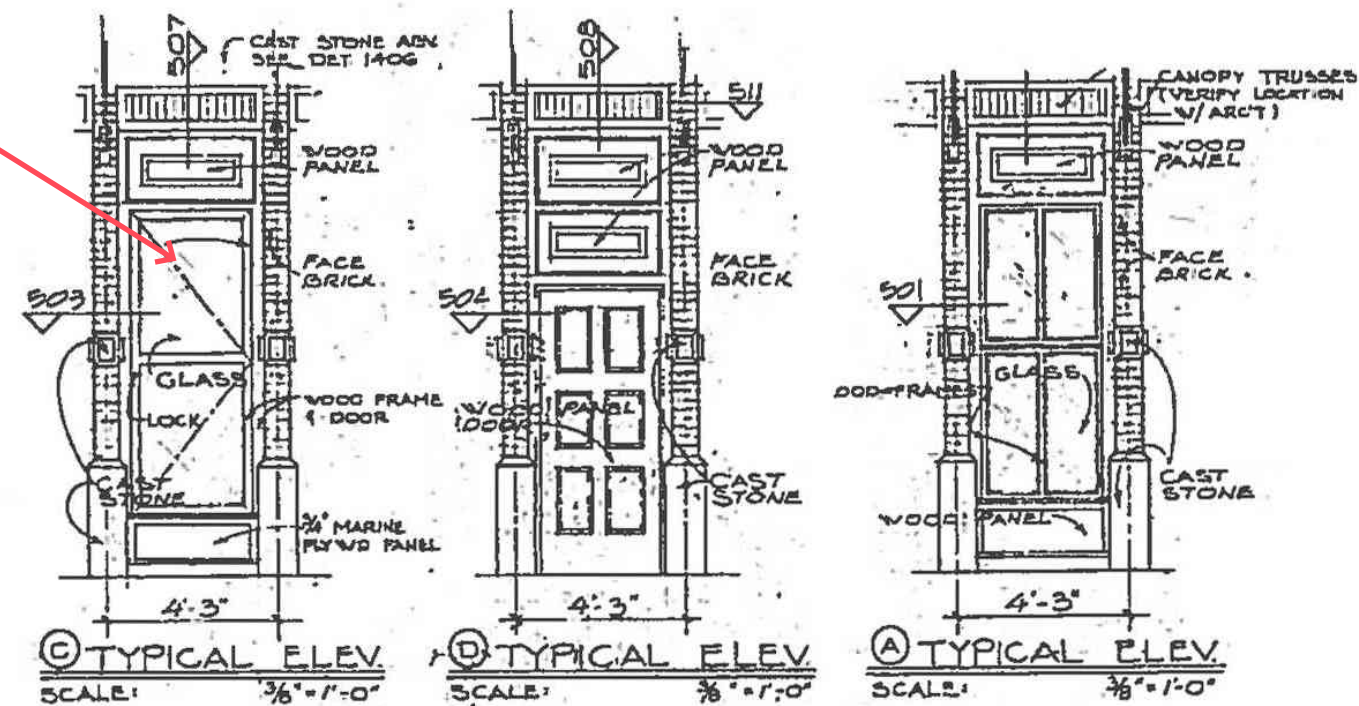 507
CAST STONE ABV.
SEE DET 1406
WOOD
PANEL
FACE
BRICK
503
GLASS
LOCK
WOOD FRAME
& DOOR
CAST
STONE
3/4" MARINE
PLYWD PANEL
4'-3"
C TYPICAL ELEV.
SCALE: 3/8" = 1'-0"
508
511
WOOD
PANEL
FACE
BRICK
502
WOOD PANEL
DOOR
CAST
STONE
4'-3"
D TYPICAL ELEV.
SCALE: 3/8" = 1'-0"
CANOPY TRUSSES
(VERIFY LOCATION
W/ ARC'T)
WOOD
PANEL
FACE
BRICK
501
GLASS
OOD FRAMES
CAST
STONE
WOOD PANEL
4'-3"
A TYPICAL ELEV.
SCALE: 3/8" = 1'-0"